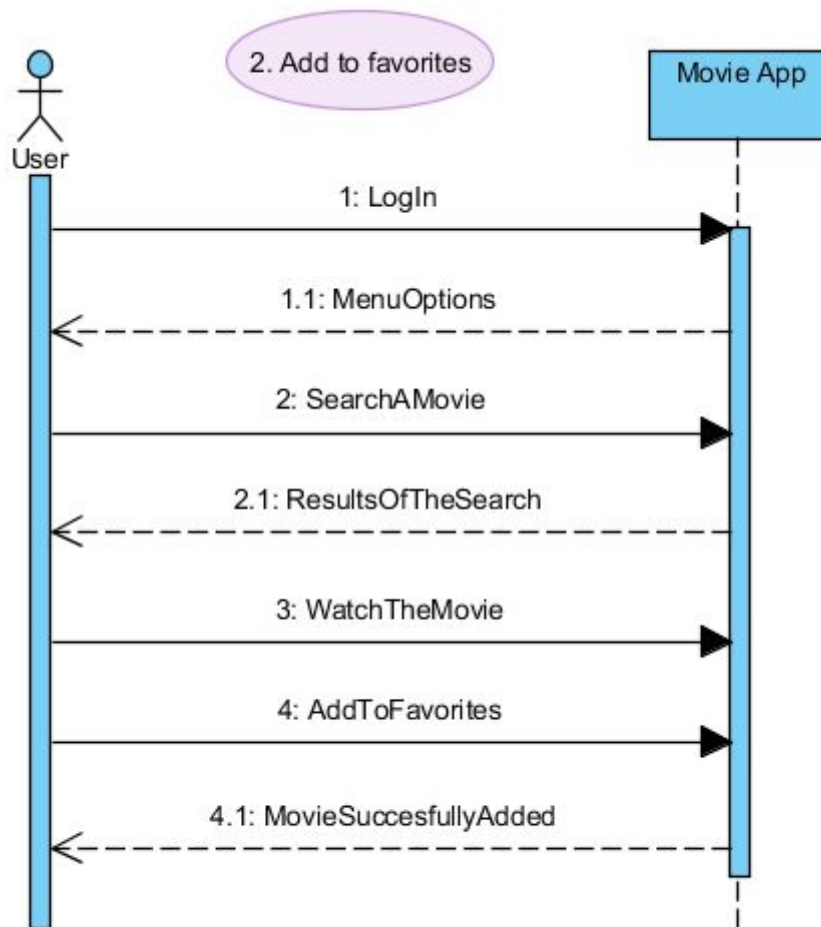 2. Add to favorites
Movie App
User
1: LogIn
1.1: MenuOptions
2: SearchAMovie
2.1: ResultsOfTheSearch
3: WatchTheMovie
4: AddToFavorites
4.1: MovieSuccesfullyAdded